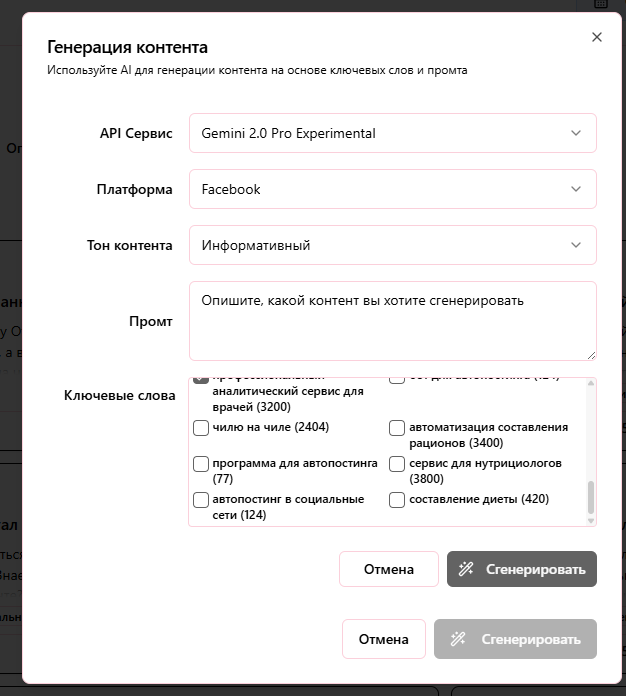 Генерация контента
Используйте AI для генерации контента на основе ключевых слов и промта
API Сервис
Gemini 2.0 Pro Experimental
Платформа
Facebook
Тон контента
Информативный
Промт
Опишите, какой контент вы хотите сгенерировать
Ключевые слова
аналитический сервис для
врачей (3200)
чилю на чиле (2404)
автоматизация составления
рационов (3400)
программа для автопостинга
(77)
сервис для нутрициологов
(3800)
автопостинг в социальные
сети (124)
составление диеты (420)
Отмена
Сгенерировать
Отмена
Сгенерировать